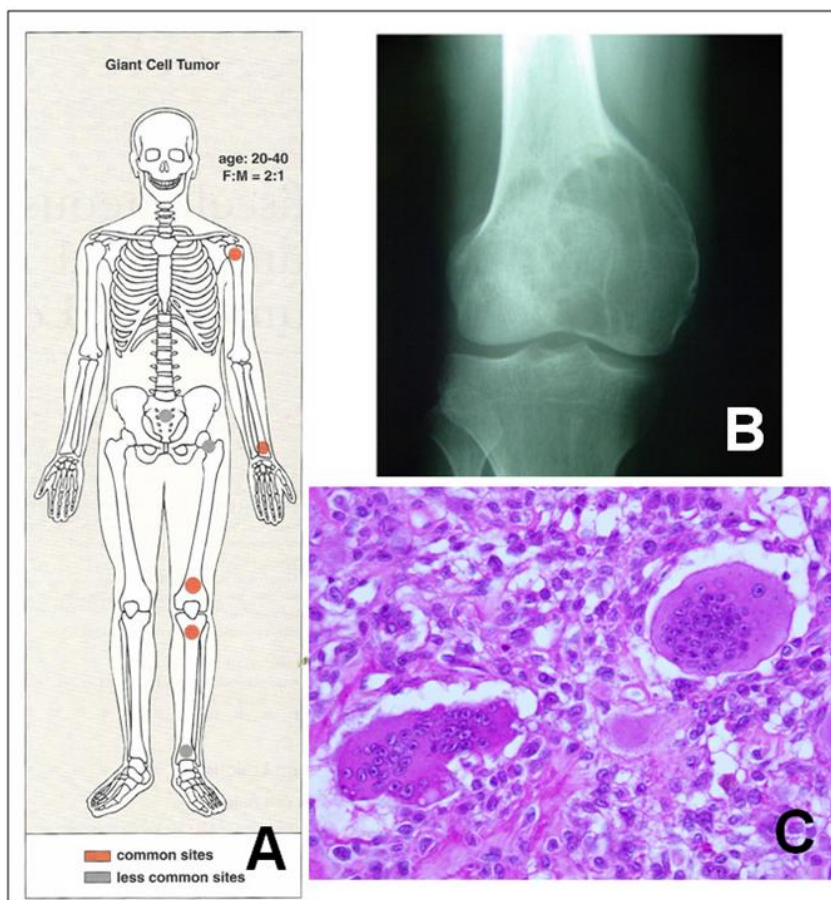 Giant Cell Tumor
age: 20-40
F:M = 2:1
common sites
less common sites
A
B
C